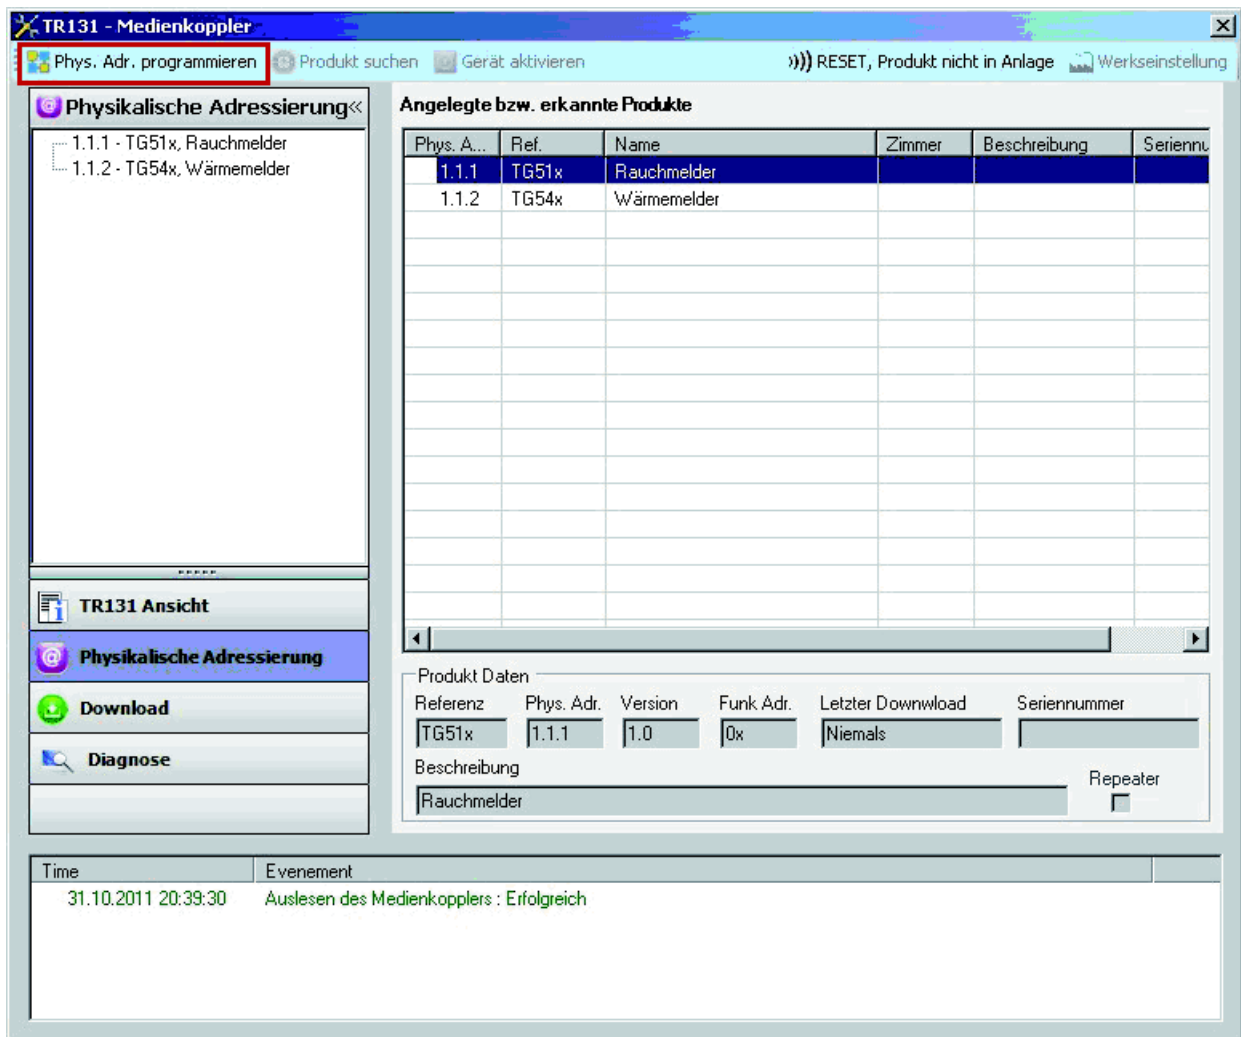 TR131 - Medienkoppler
Phys. Adr. programmieren Produkt suchen Gerät aktivieren RESET, Produkt nicht in Anlage Werkseinstellung
Physikalische Adressierung
1.1.1 - TG51x, Rauchmelder
1.1.2 - TG54x, Wärmemelder
TR131 Ansicht
Physikalische Adressierung
Download
Diagnose
Angelegte bzw. erkannte Produkte
Phys. A... Ref. Name Zimmer Beschreibung Seriennu
1.1.1 TG51x Rauchmelder
1.1.2 TG54x Wärmemelder
Produkt Daten
Referenz Phys. Adr. Version Funk Adr. Letzter Downwload Seriennummer
TG51x 1.1.1 1.0 0x Niemals
Beschreibung Repeater
Rauchmelder
Time Evenement
31.10.2011 20:39:30 Auslesen des Medienkopplers : Erfolgreich